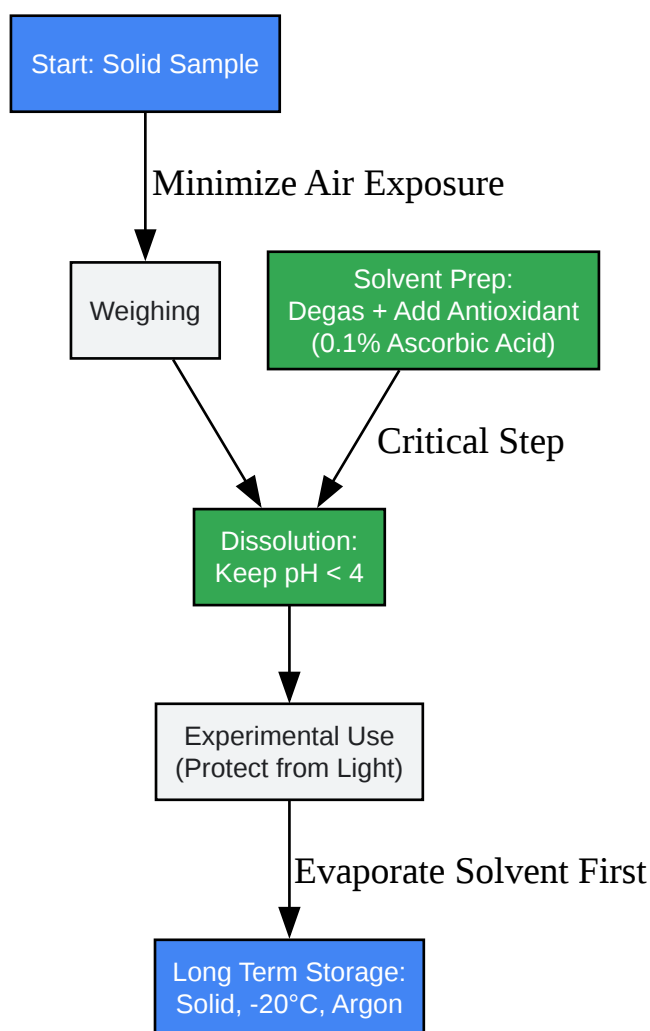 Start: Solid Sample
Minimize Air Exposure
Weighing
Solvent Prep:
Degas + Add Antioxidant
(0.1% Ascorbic Acid)
Critical Step
Dissolution:
Keep pH < 4
Experimental Use
(Protect from Light)
Evaporate Solvent First
Long Term Storage:
Solid, -20°C, Argon